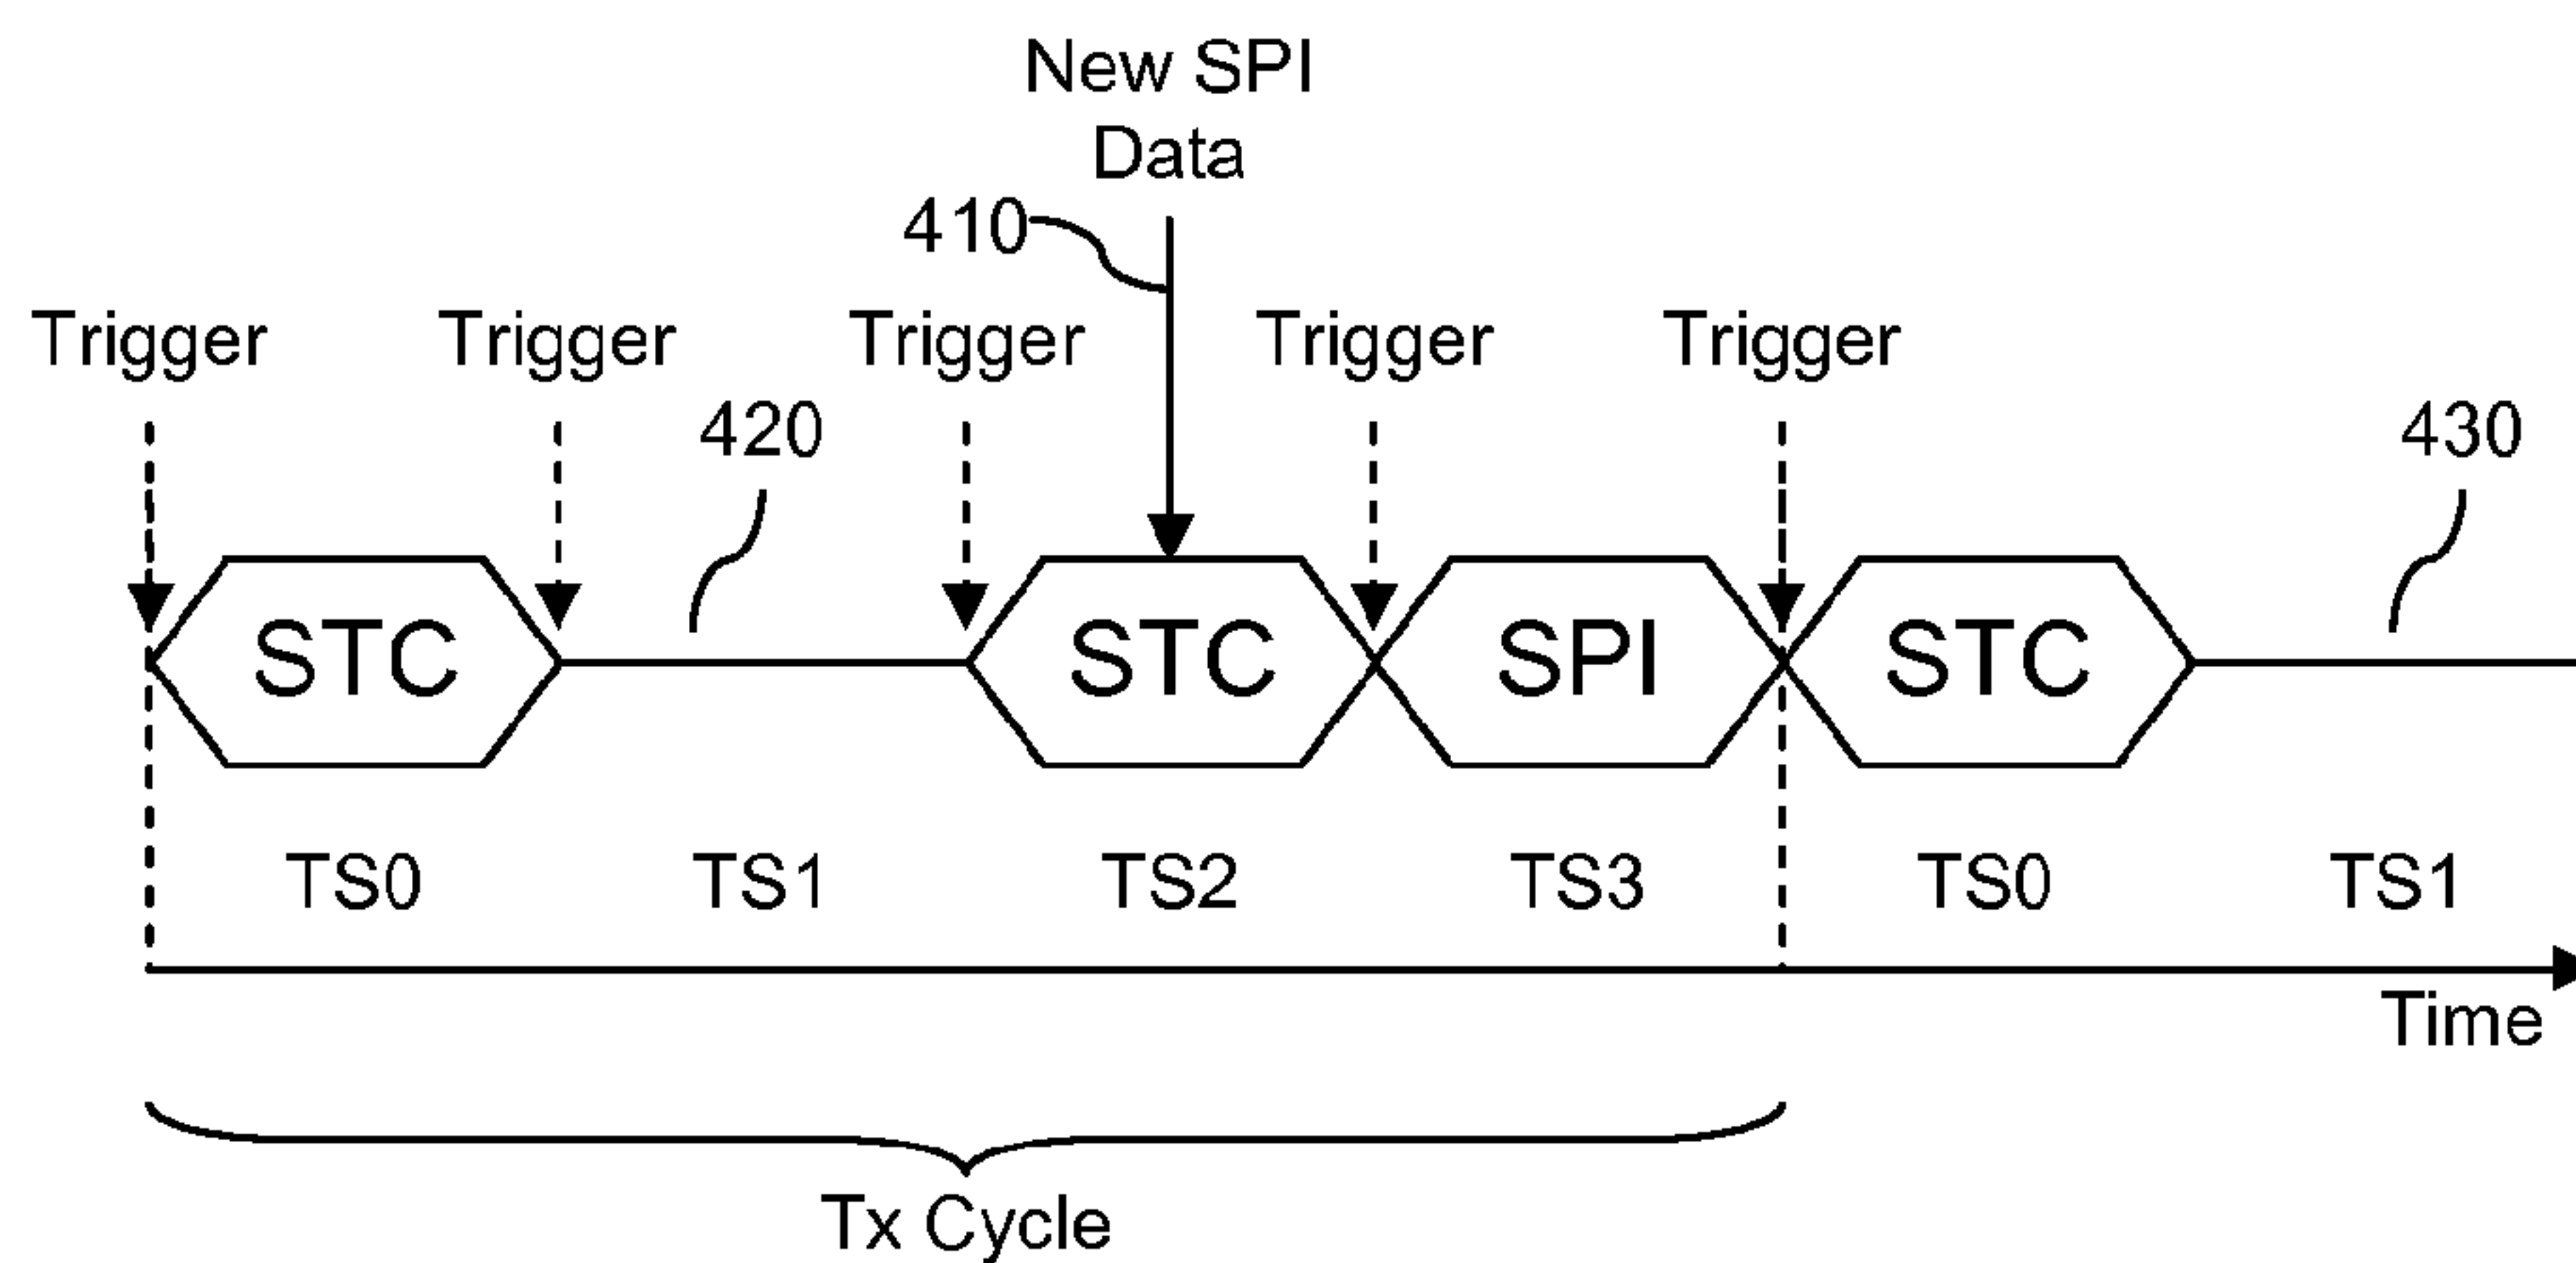 New SPI
Data
410
Trigger Trigger Trigger Trigger Trigger
420
430
STC STC SPI STC
TS0 TS1 TS2 TS3 TS0 TS1
Time
Tx Cycle